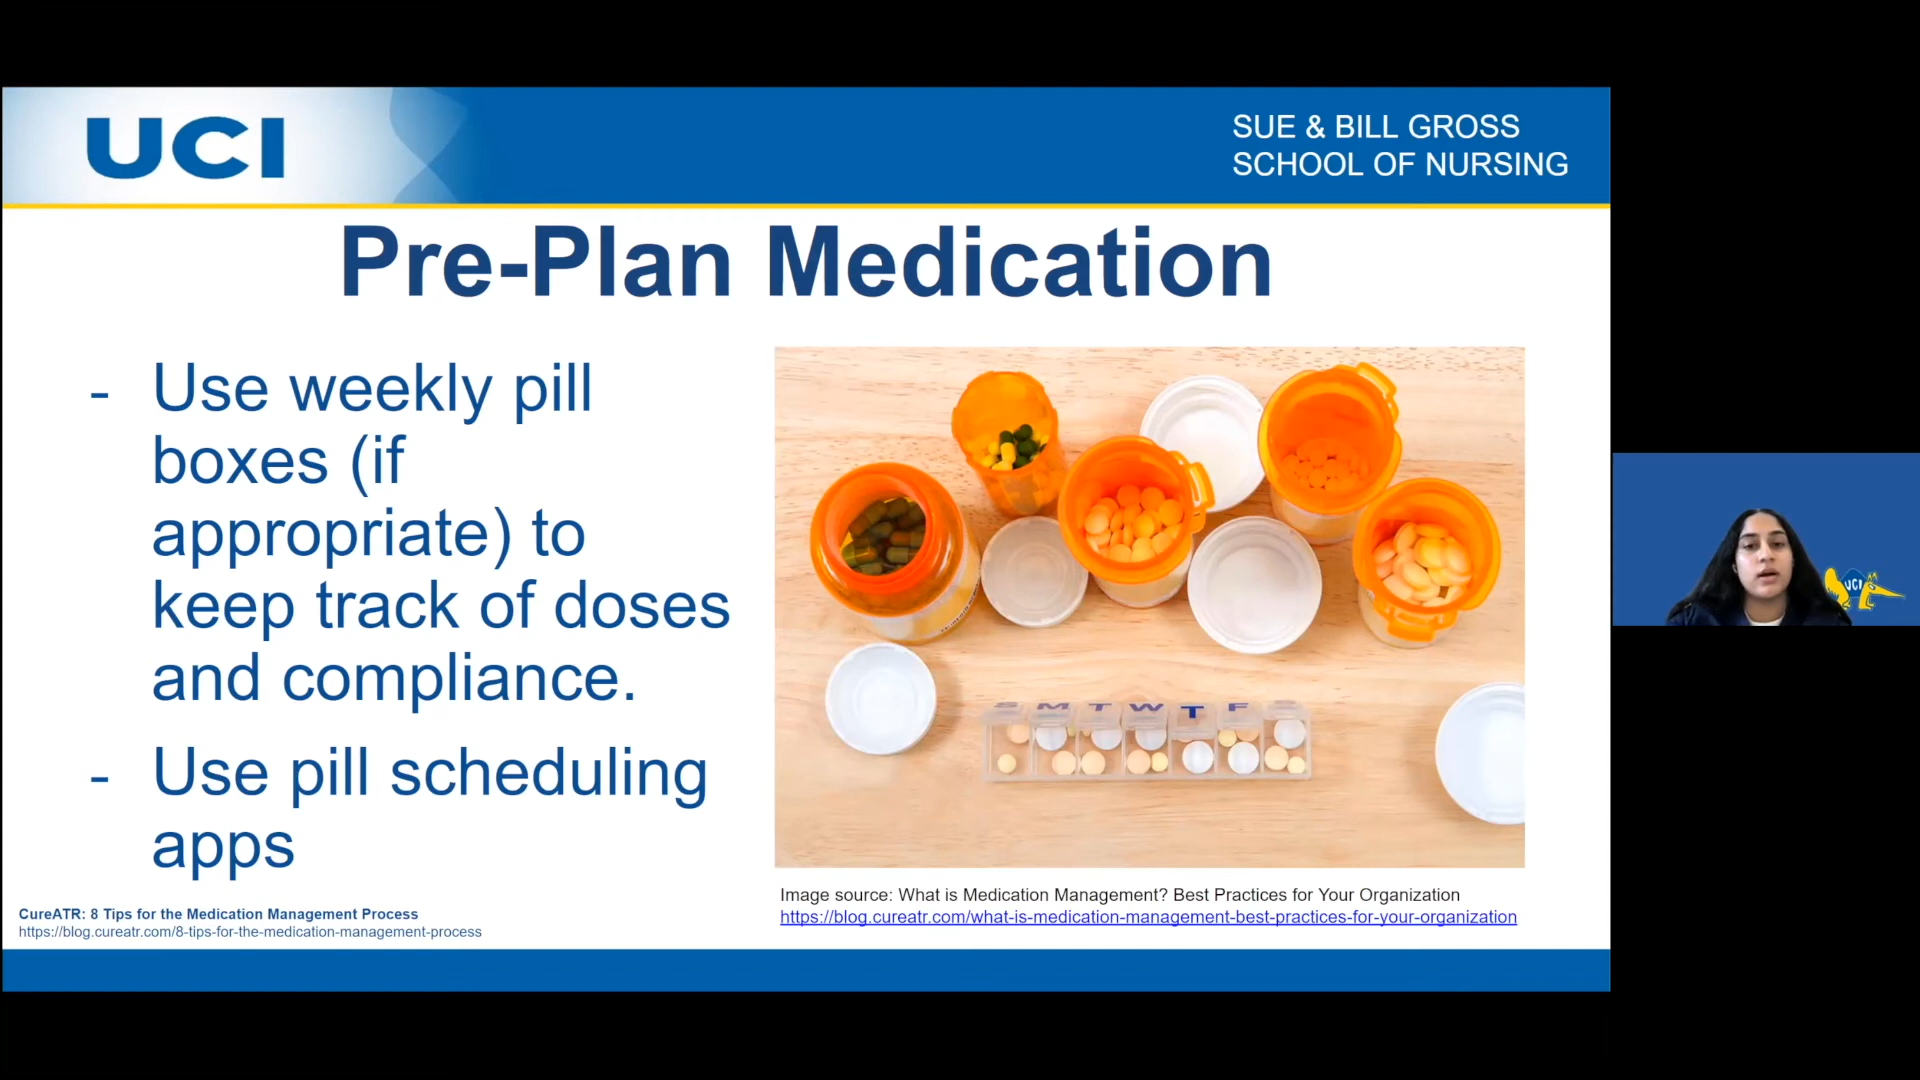 UCI
SUE & BILL GROSS
SCHOOL OF NURSING
Pre-Plan Medication
- Use weekly pill
boxes (if
appropriate) to
keep track of doses
and compliance.
- Use pill scheduling
apps
S M T W T F S
Image source: What is Medication Management? Best Practices for Your Organization
https://blog.cureatr.com/what-is-medication-management-best-practices-for-your-organization
CureATR: 8 Tips for the Medication Management Process
https://blog.cureatr.com/8-tips-for-the-medication-management-process
UCI